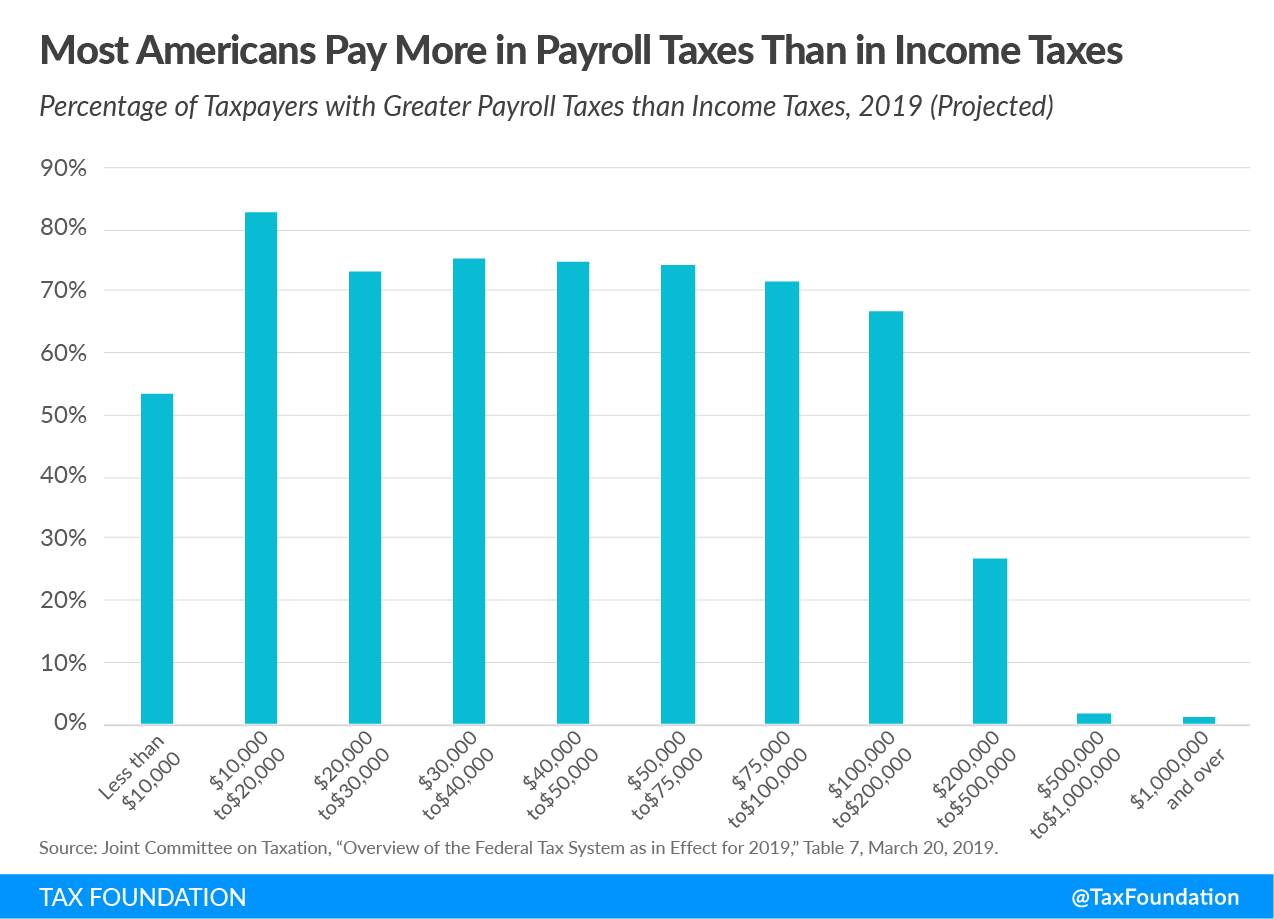 Most Americans Pay More in Payroll Taxes Than in Income Taxes
Percentage of Taxpayers with Greater Payroll Taxes than Income Taxes, 2019 (Projected)
90%
80%
70%
60%
50%
40%
30%
20%
10%
0%
Less than
$10,000
$10,000
to$20,000
$20,000
to$30,000
$30,000
to$40,000
$40,000
to$50,000
$50,000
to$75,000
$75,000
to$100,000
$100,000
to$200,000
$200,000
to$500,000
$500,000
to$1,000,000
$1,000,000
and over
Source: Joint Committee on Taxation, “Overview of the Federal Tax System as in Effect for 2019,” Table 7, March 20, 2019.
TAX FOUNDATION
@TaxFoundation